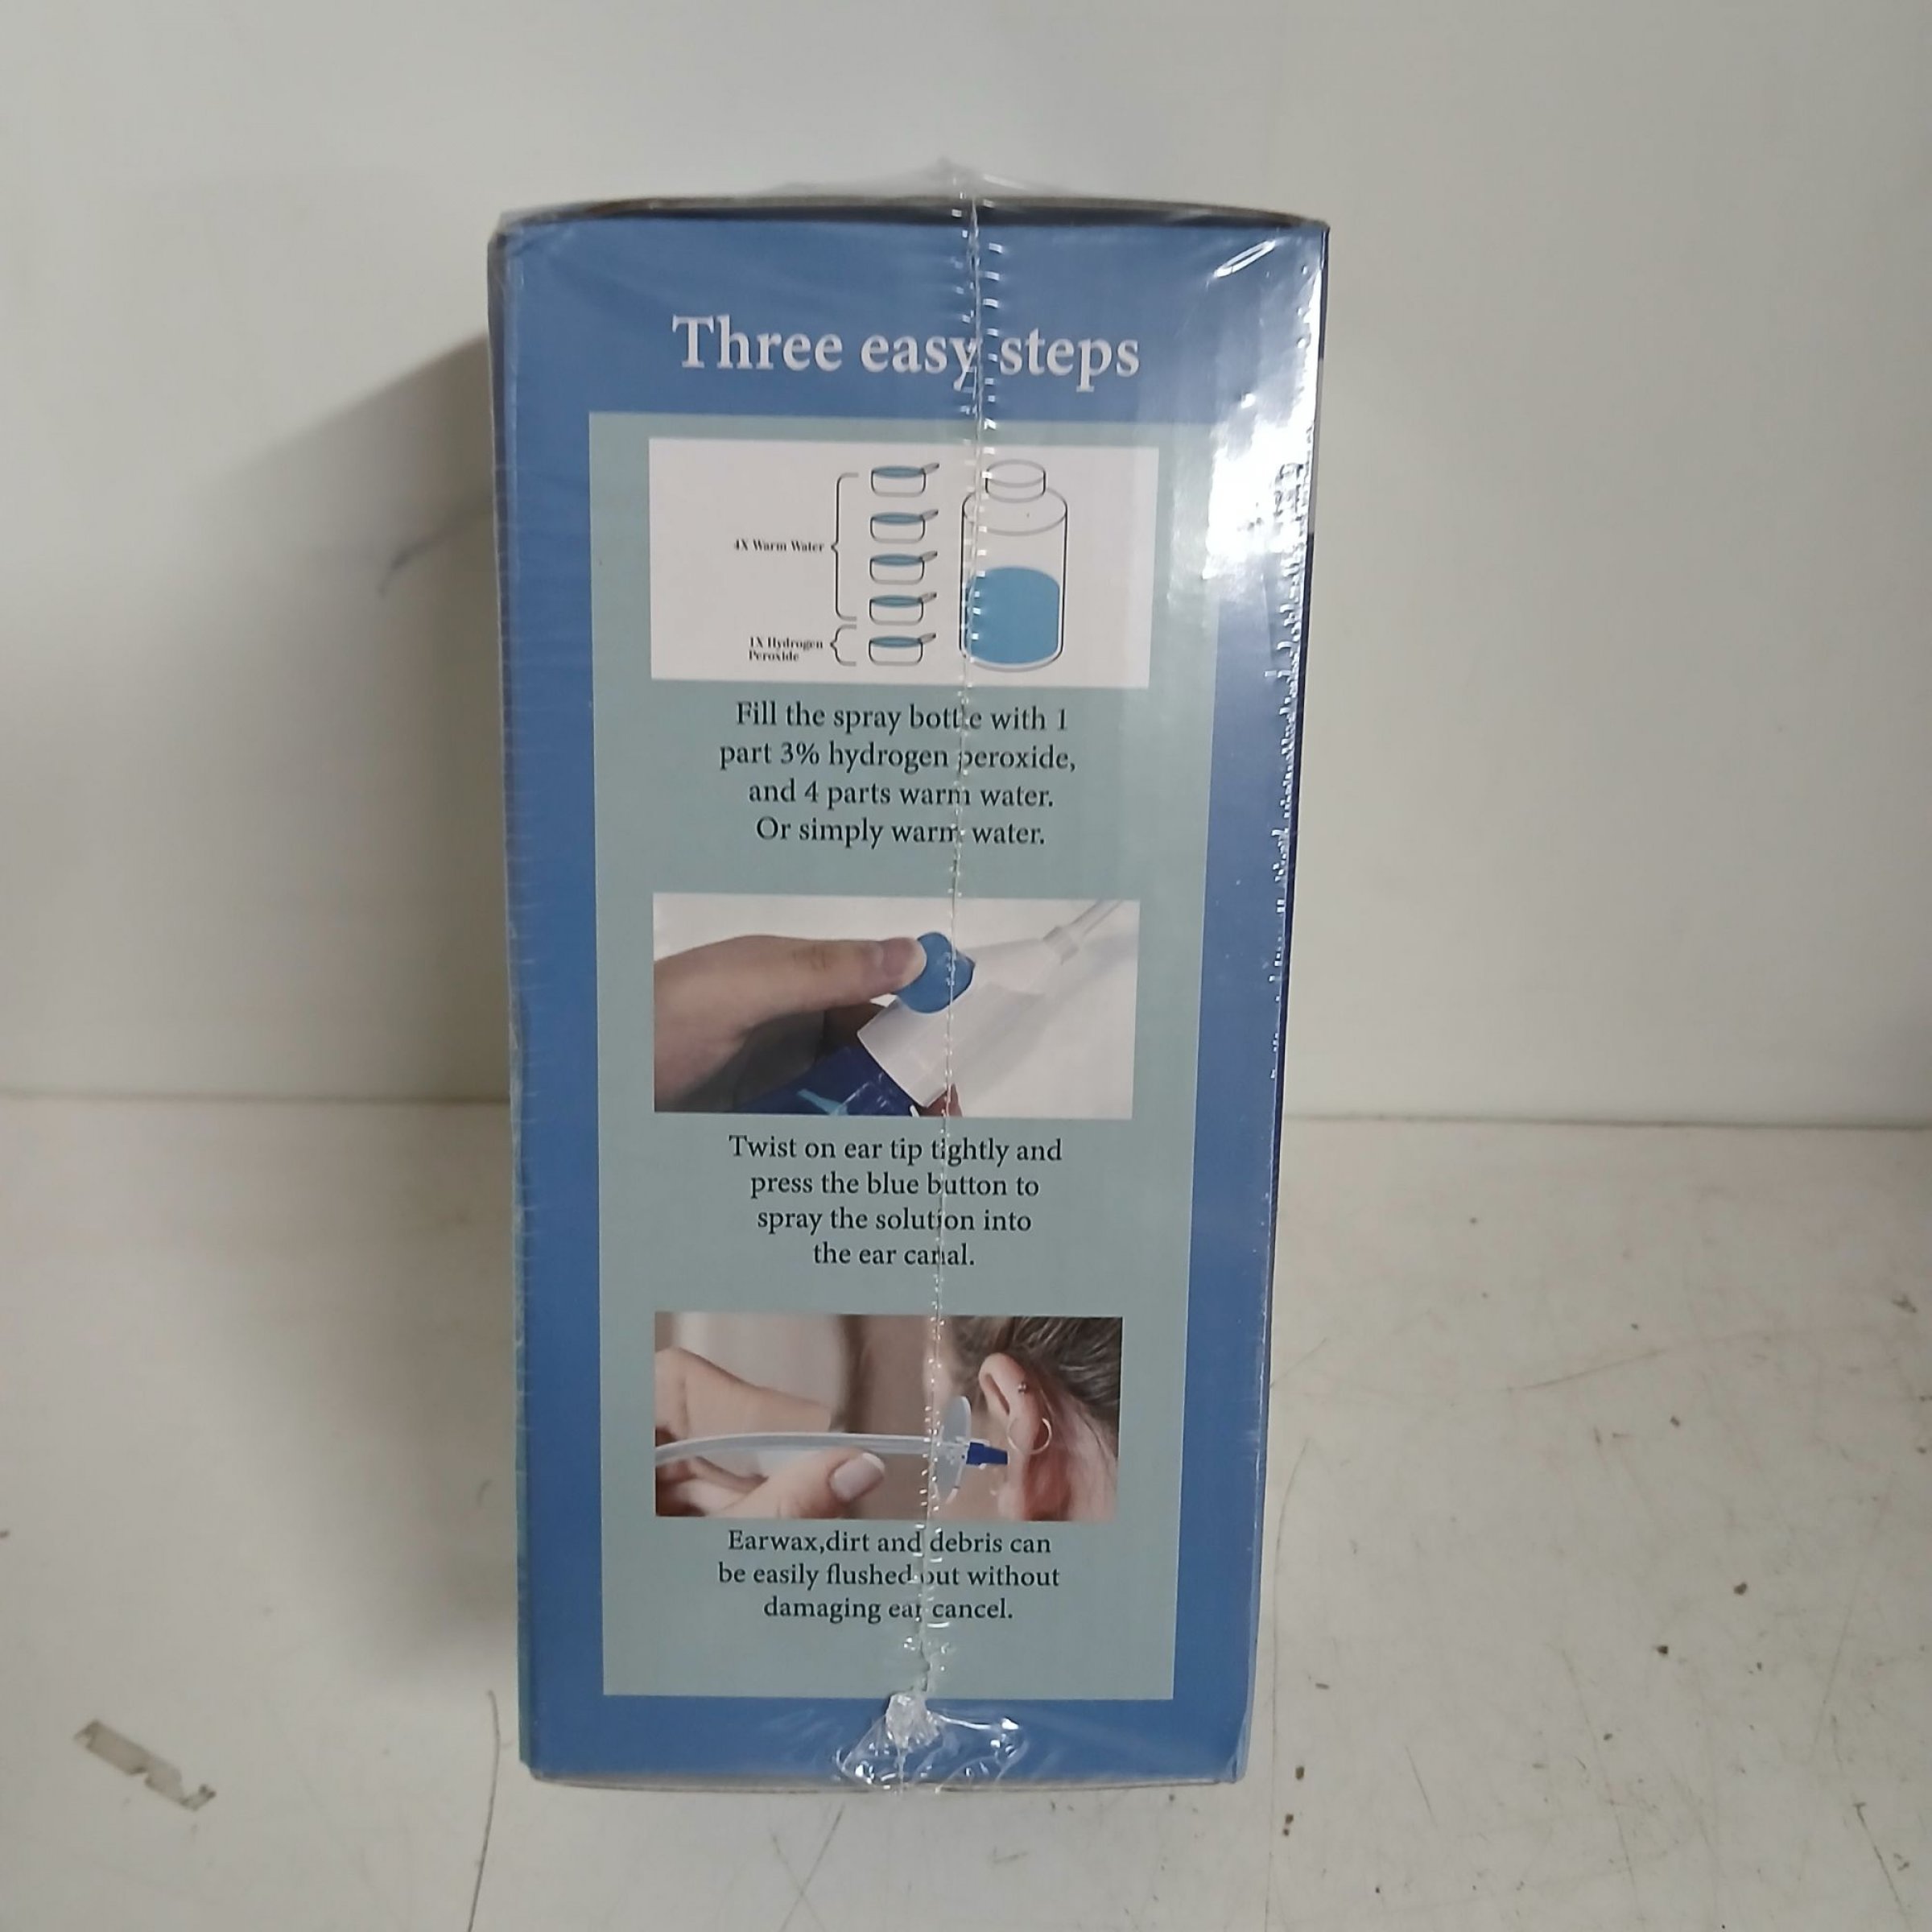 Three easy steps
4X Warm Water
1X Hydrogen
Peroxide
Fill the spray bottle with 1
part 3% hydrogen peroxide,
and 4 parts warm water.
Or simply warm water.
Twist on ear tip tightly and
press the blue button to
spray the solution into
the ear canal.
Earwax,dirt and debris can
be easily flushed out without
damaging ear cancel.